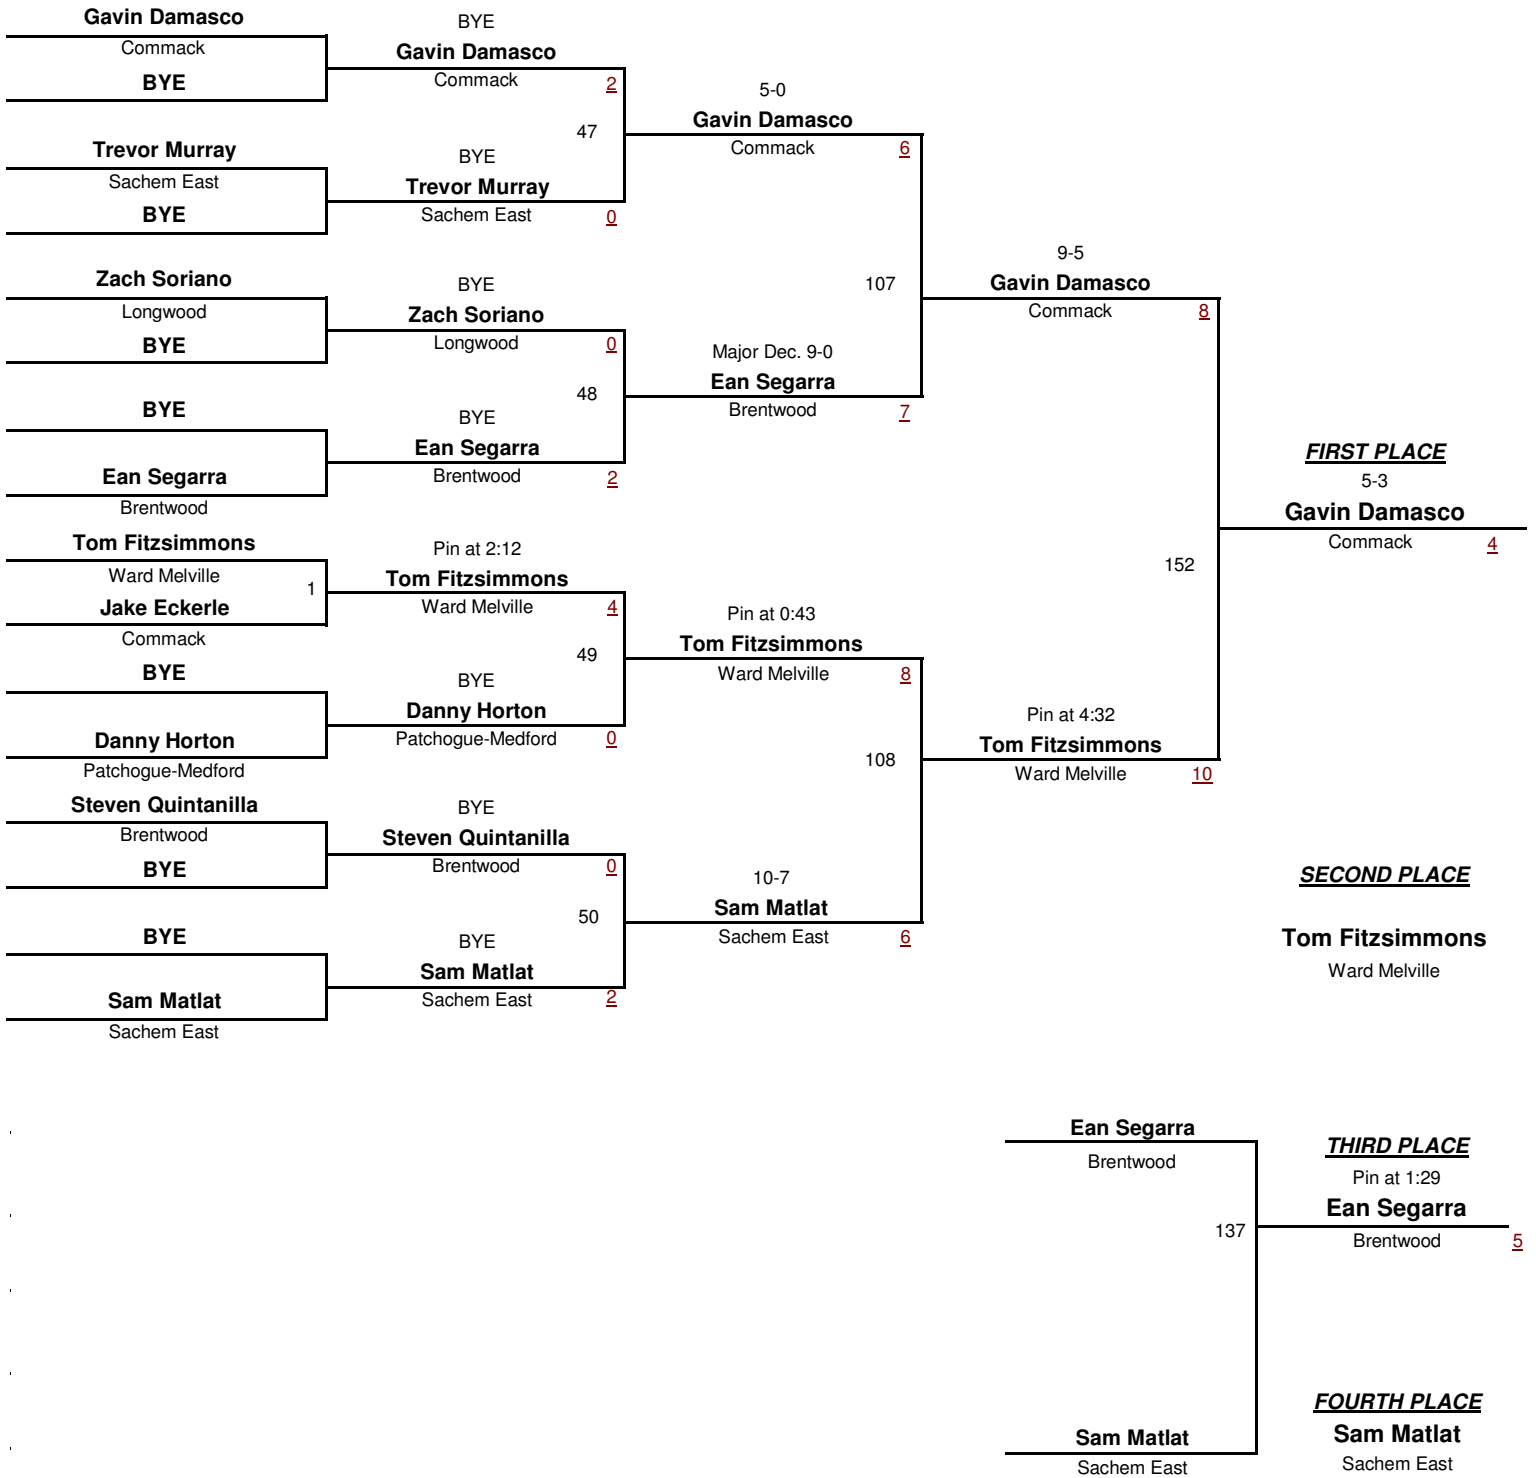 Gavin Damasco
Commack
BYE
Trevor Murray
Sachem East
BYE
Zach Soriano
Longwood
BYE
BYE
Ean Segarra
Brentwood
Tom Fitzsimmons
Ward Melville
1
Jake Eckerle
Commack
BYE
Danny Horton
Patchogue-Medford
Steven Quintanilla
Brentwood
BYE
BYE
Sam Matlat
Sachem East
BYE
Gavin Damasco
Commack
2
47
BYE
Trevor Murray
Sachem East
0
BYE
Zach Soriano
Longwood
0
48
BYE
Ean Segarra
Brentwood
2
Pin at 2:12
Tom Fitzsimmons
Ward Melville
4
49
BYE
Danny Horton
Patchogue-Medford
0
BYE
Steven Quintanilla
Brentwood
0
50
BYE
Sam Matlat
Sachem East
2
5-0
Gavin Damasco
Commack
6
107
Major Dec. 9-0
Ean Segarra
Brentwood
7
Pin at 0:43
Tom Fitzsimmons
Ward Melville
8
108
10-7
Sam Matlat
Sachem East
6
9-5
Gavin Damasco
Commack
8
152
Pin at 4:32
Tom Fitzsimmons
Ward Melville
10
FIRST PLACE
5-3
Gavin Damasco
Commack
4
SECOND PLACE
Tom Fitzsimmons
Ward Melville
Ean Segarra
Brentwood
137
Sam Matlat
Sachem East
THIRD PLACE
Pin at 1:29
Ean Segarra
Brentwood
5
FOURTH PLACE
Sam Matlat
Sachem East